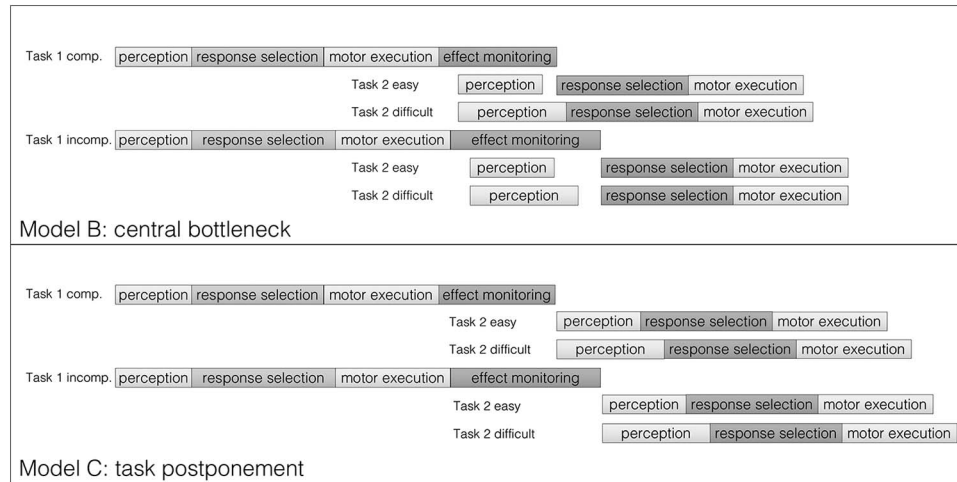 Task 1 comp. perception response selection motor execution effect monitoring
Task 2 easy perception response selection motor execution
Task 2 difficult perception response selection motor execution
Task 1 incomp. perception response selection motor execution effect monitoring
Task 2 easy perception response selection motor execution
Task 2 difficult perception response selection motor execution
Model B: central bottleneck
Task 1 comp. perception response selection motor execution effect monitoring
Task 2 easy perception response selection motor execution
Task 2 difficult perception response selection motor execution
Task 1 incomp. perception response selection motor execution effect monitoring
Task 2 easy perception response selection motor execution
Task 2 difficult perception response selection motor execution
Model C: task postponement